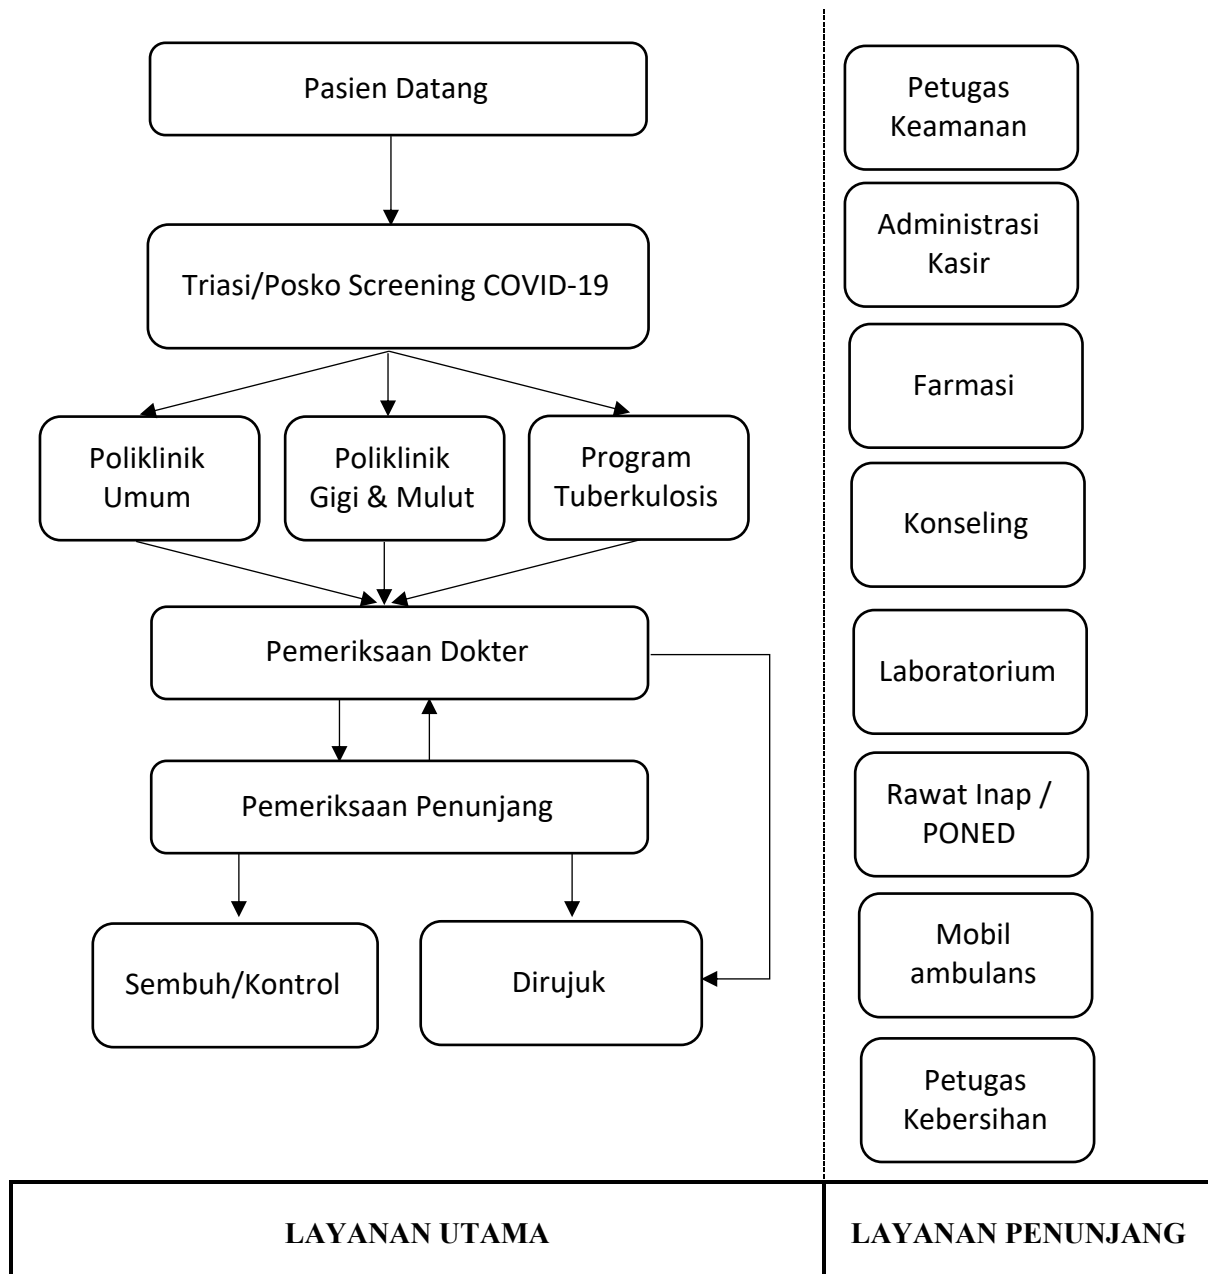 Pasien Datang
Triasi/Posko Screening COVID-19
Poliklinik
Umum
Poliklinik
Gigi & Mulut
Program
Tuberkulosis
Pemeriksaan Dokter
Pemeriksaan Penunjang
Sembuh/Kontrol
Dirujuk
LAYANAN UTAMA
Petugas
Keamanan
Administrasi
Kasir
Farmasi
Konseling
Laboratorium
Rawat Inap /
PONED
Mobil
ambulans
Petugas
Kebersihan
LAYANAN PENUNJANG